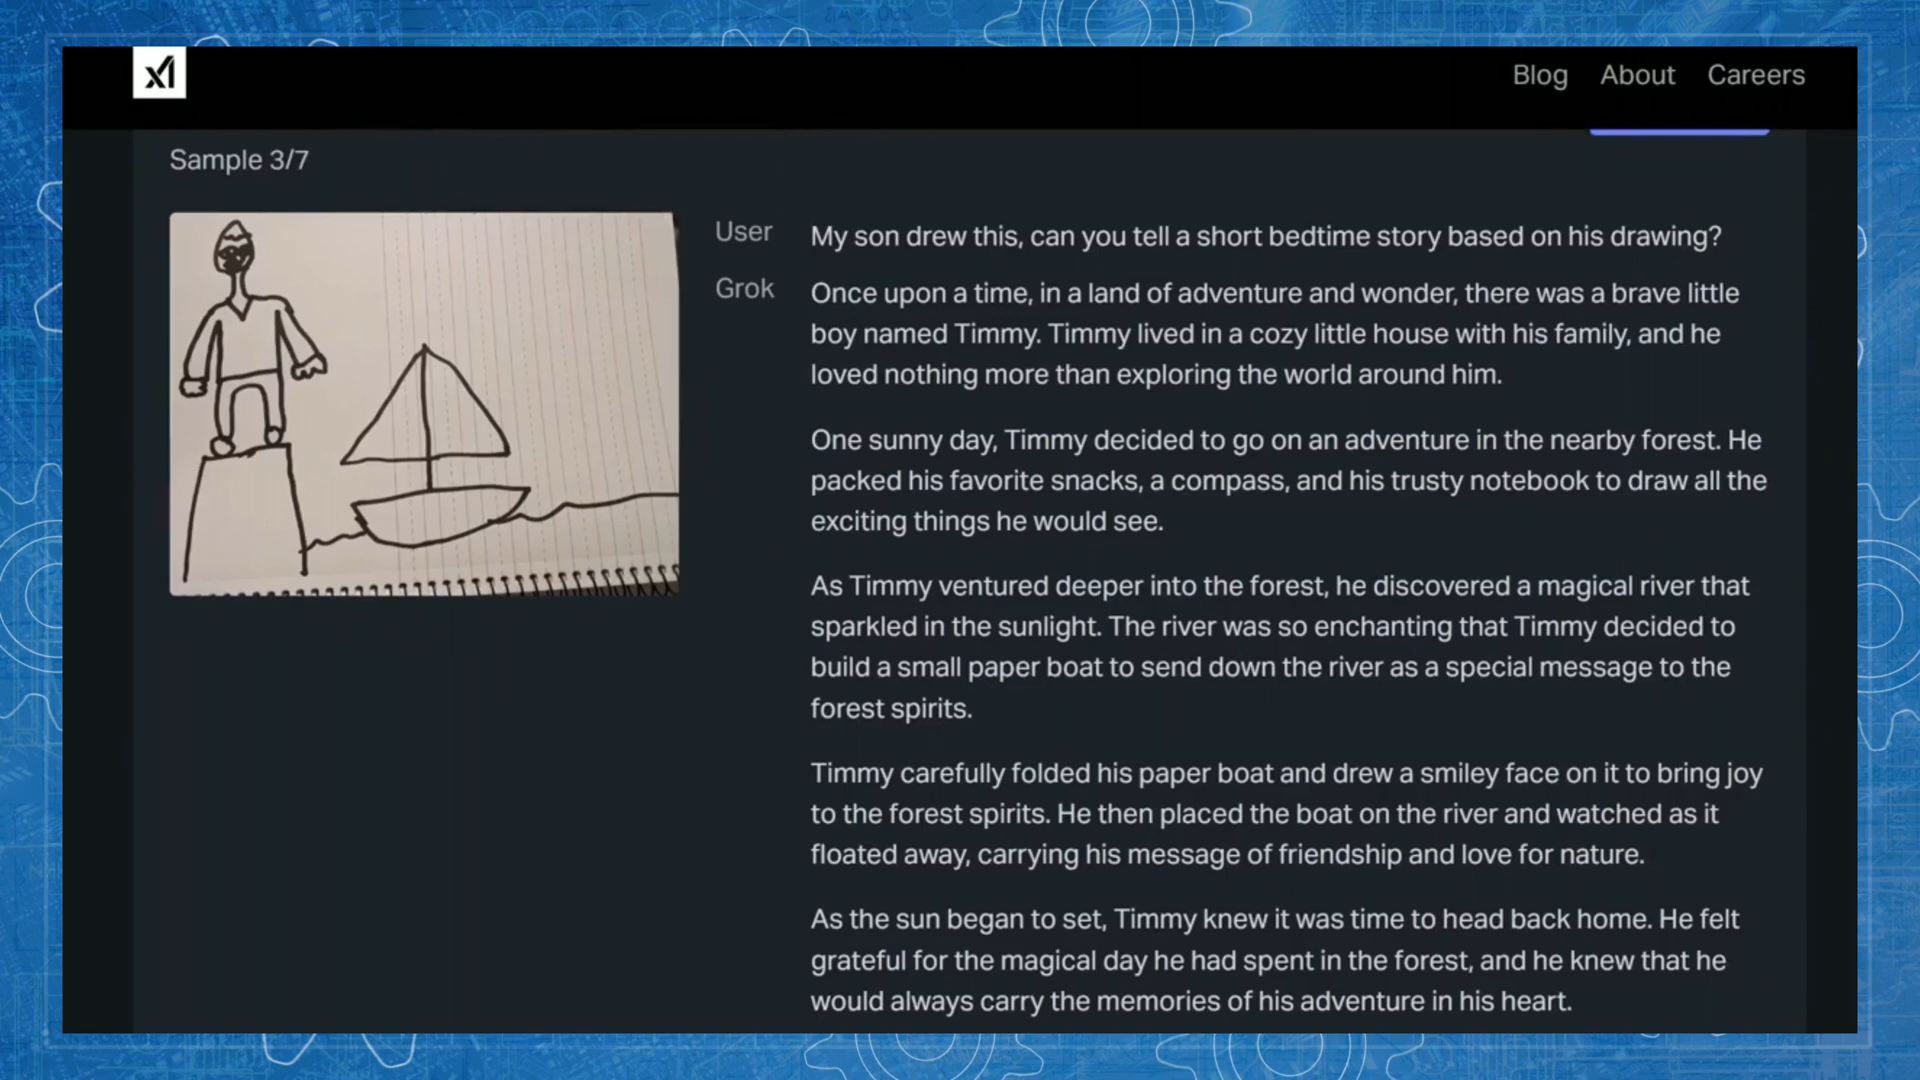 xI
Blog About Careers
Sample 3/7
User
My son drew this, can you tell a short bedtime story based on his drawing?
Grok
Once upon a time, in a land of adventure and wonder, there was a brave little
boy named Timmy. Timmy lived in a cozy little house with his family, and he
loved nothing more than exploring the world around him.
One sunny day, Timmy decided to go on an adventure in the nearby forest. He
packed his favorite snacks, a compass, and his trusty notebook to draw all the
exciting things he would see.
As Timmy ventured deeper into the forest, he discovered a magical river that
sparkled in the sunlight. The river was so enchanting that Timmy decided to
build a small paper boat to send down the river as a special message to the
forest spirits.
Timmy carefully folded his paper boat and drew a smiley face on it to bring joy
to the forest spirits. He then placed the boat on the river and watched as it
floated away, carrying his message of friendship and love for nature.
As the sun began to set, Timmy knew it was time to head back home. He felt
grateful for the magical day he had spent in the forest, and he knew that he
would always carry the memories of his adventure in his heart.